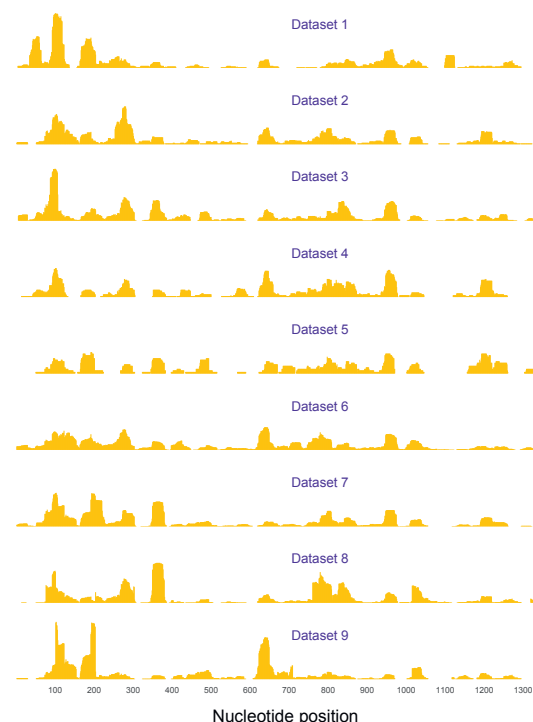 Dataset 1
Dataset 2
Dataset 3
Dataset 4
Dataset 5
Dataset 6
Dataset 7
Dataset 8
Dataset 9
100 200 300 400 500 600 700 800 900 1000 1100 1200 1300
Nucleotide position